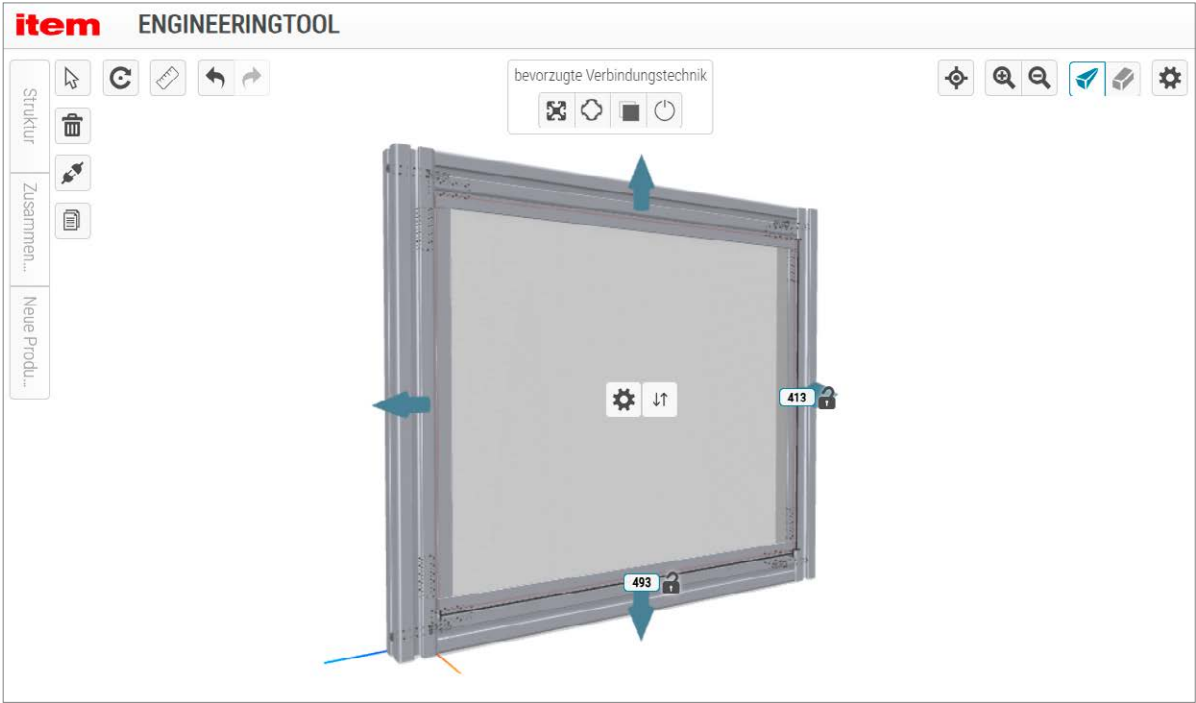 item ENGINEERINGTOOL
bevorzugte Verbindungstechnik
Struktur
Zusammen...
Neue Produ...
413
493